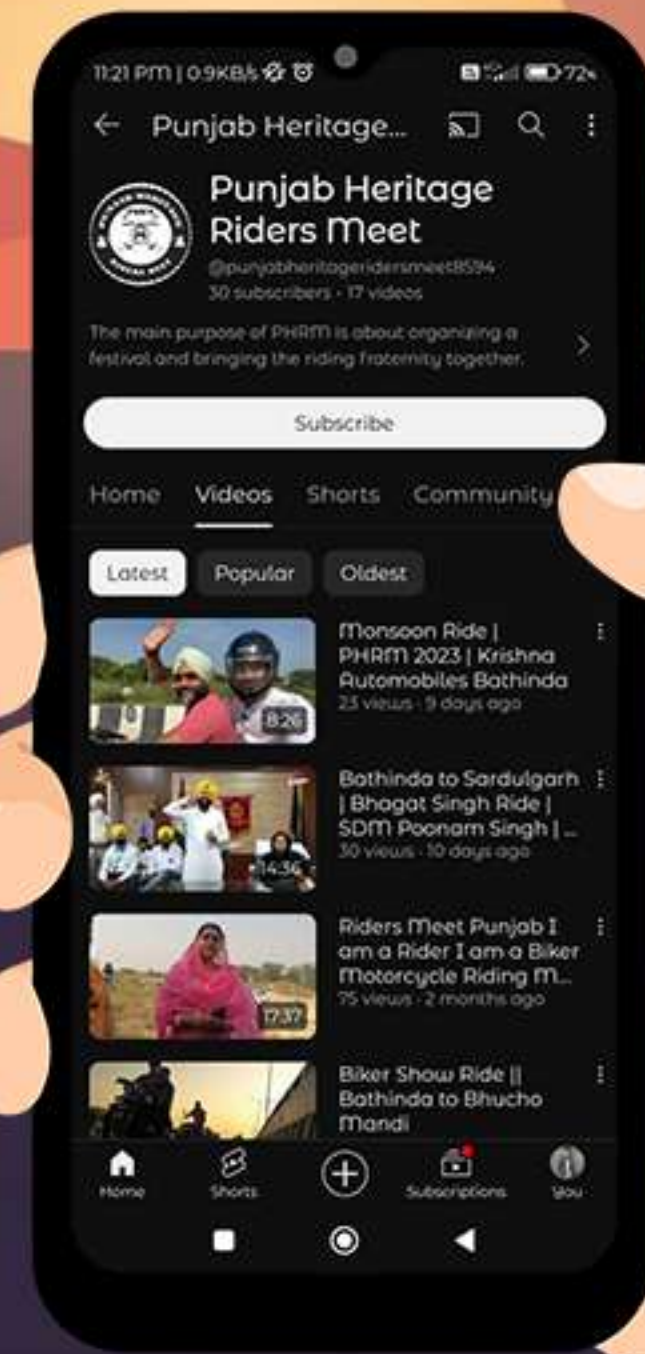 11:21 PM | 0.9KB/s
72%
Punjab Heritage...
Punjab Heritage
Riders Meet
@punjabheritageridersmeet8594
30 subscribers • 17 videos
The main purpose of PHRM is about organizing a
festival and bringing the riding fraternity together.
Subscribe
Home Videos Shorts Community
Latest Popular Oldest
Monsoon Ride |
PHRM 2023 | Krishna
Automobiles Bathinda
23 views · 9 days ago
8:26
Bathinda to Sardulgarh
| Bhagat Singh Ride |
SDM Poonam Singh | ...
30 views · 10 days ago
14:36
Riders Meet Punjab I
am a Rider I am a Biker
Motorcycle Riding M...
75 views · 2 months ago
17:37
Biker Show Ride ||
Bathinda to Bhucho
Mandi
Home Shorts Subscriptions You